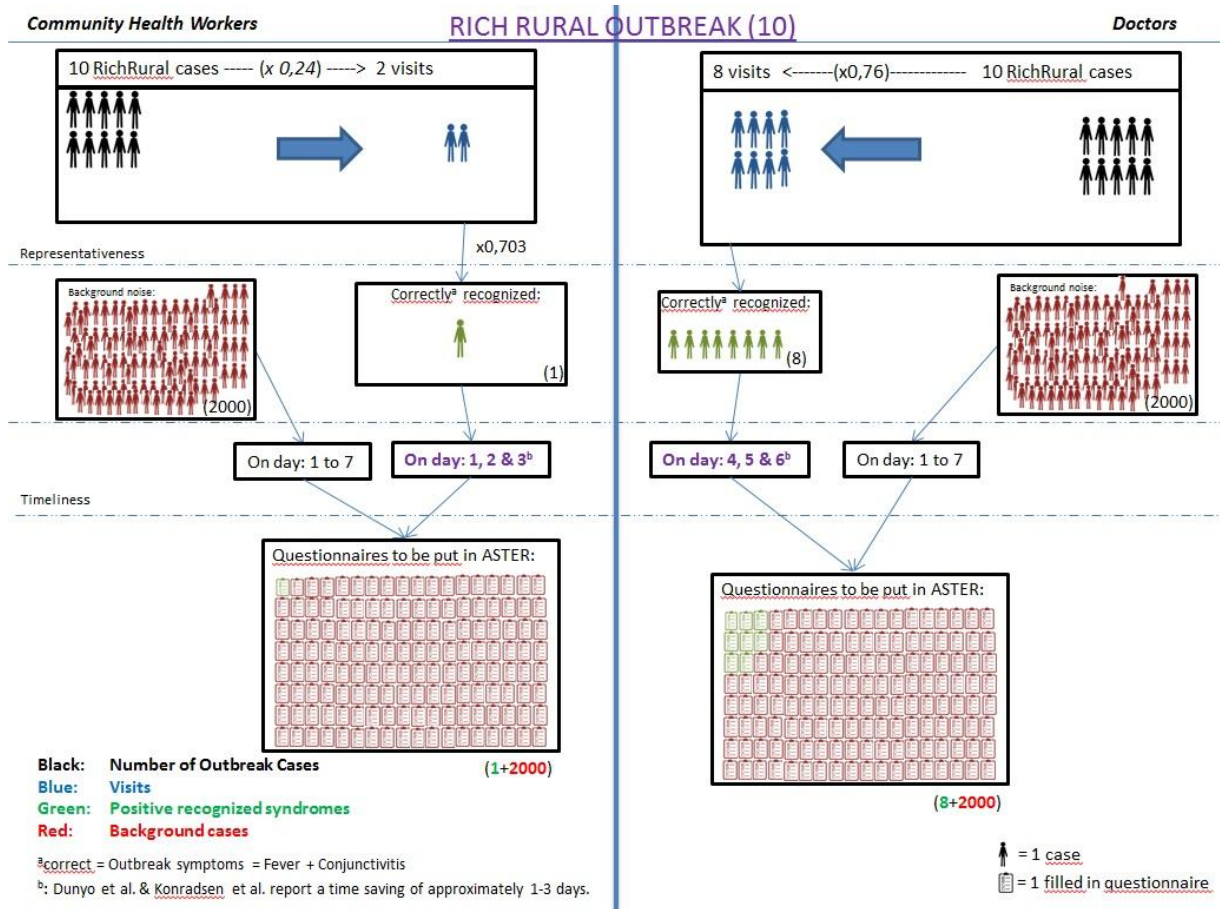 Community Health Workers
RICH RURAL OUTBREAK (10)
Doctors
10 RichRural cases ----- (x 0,24) -----> 2 visits
8 visits <-------(x0,76)------------- 10 RichRural cases
x0,703
Representativeness
Background noise:
(2000)
Correctlyᵃ recognized:
(1)
Correctlyᵃ recognized:
(8)
Background noise:
(2000)
On day: 1 to 7
On day: 1, 2 & 3ᵇ
On day: 4, 5 & 6ᵇ
On day: 1 to 7
Timeliness
Questionnaires to be put in ASTER:
(1+2000)
Questionnaires to be put in ASTER:
(8+2000)
Black: Number of Outbreak Cases
Blue: Visits
Green: Positive recognized syndromes
Red: Background cases
ᵃcorrect = Outbreak symptoms = Fever + Conjunctivitis
ᵇ: Dunyo et al. & Konradsen et al. report a time saving of approximately 1-3 days.
= 1 case
= 1 filled in questionnaire